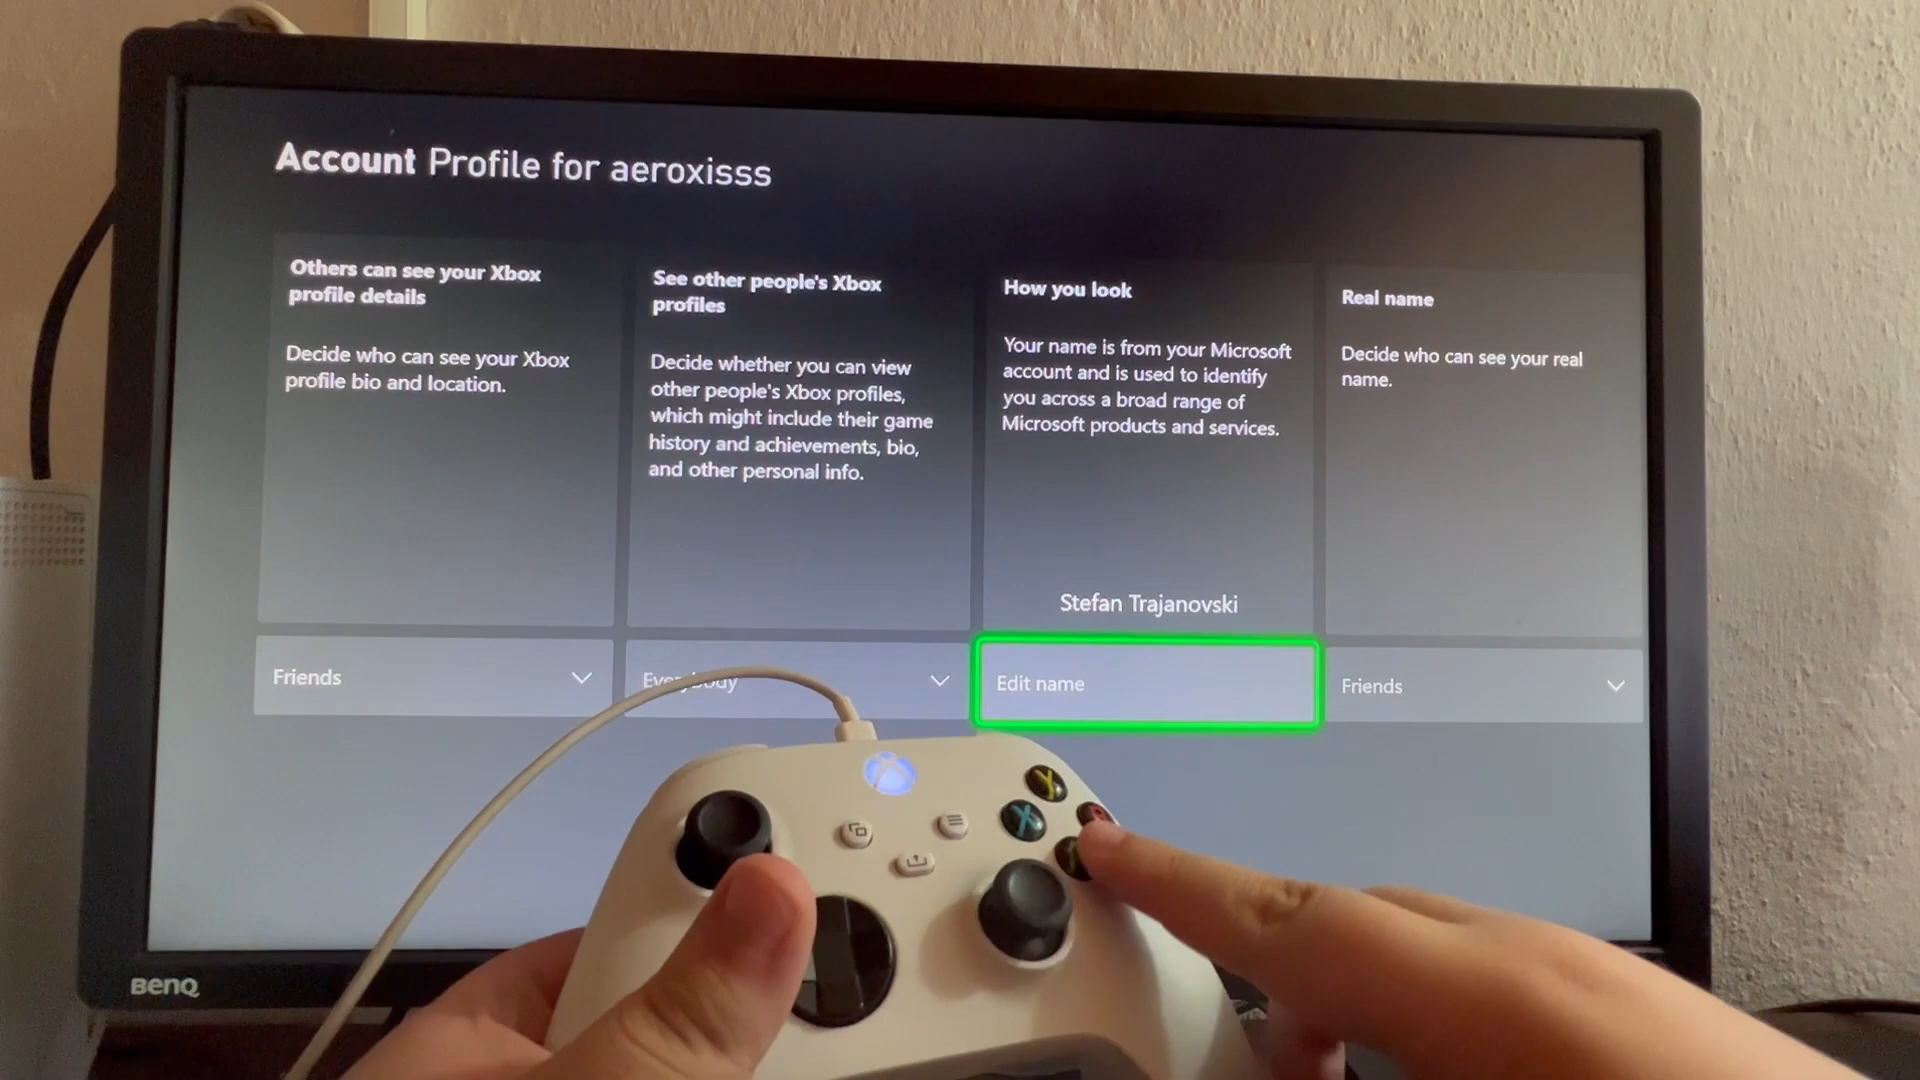 Account Profile for aeroxisss
Others can see your Xbox
profile details
Decide who can see your Xbox
profile bio and location.
Friends
See other people's Xbox
profiles
Decide whether you can view
other people's Xbox profiles,
which might include their game
history and achievements, bio,
and other personal info.
Everybody
How you look
Your name is from your Microsoft
account and is used to identify
you across a broad range of
Microsoft products and services.
Stefan Trajanovski
Edit name
Real name
Decide who can see your real
name.
Friends
Y
X
BenQ